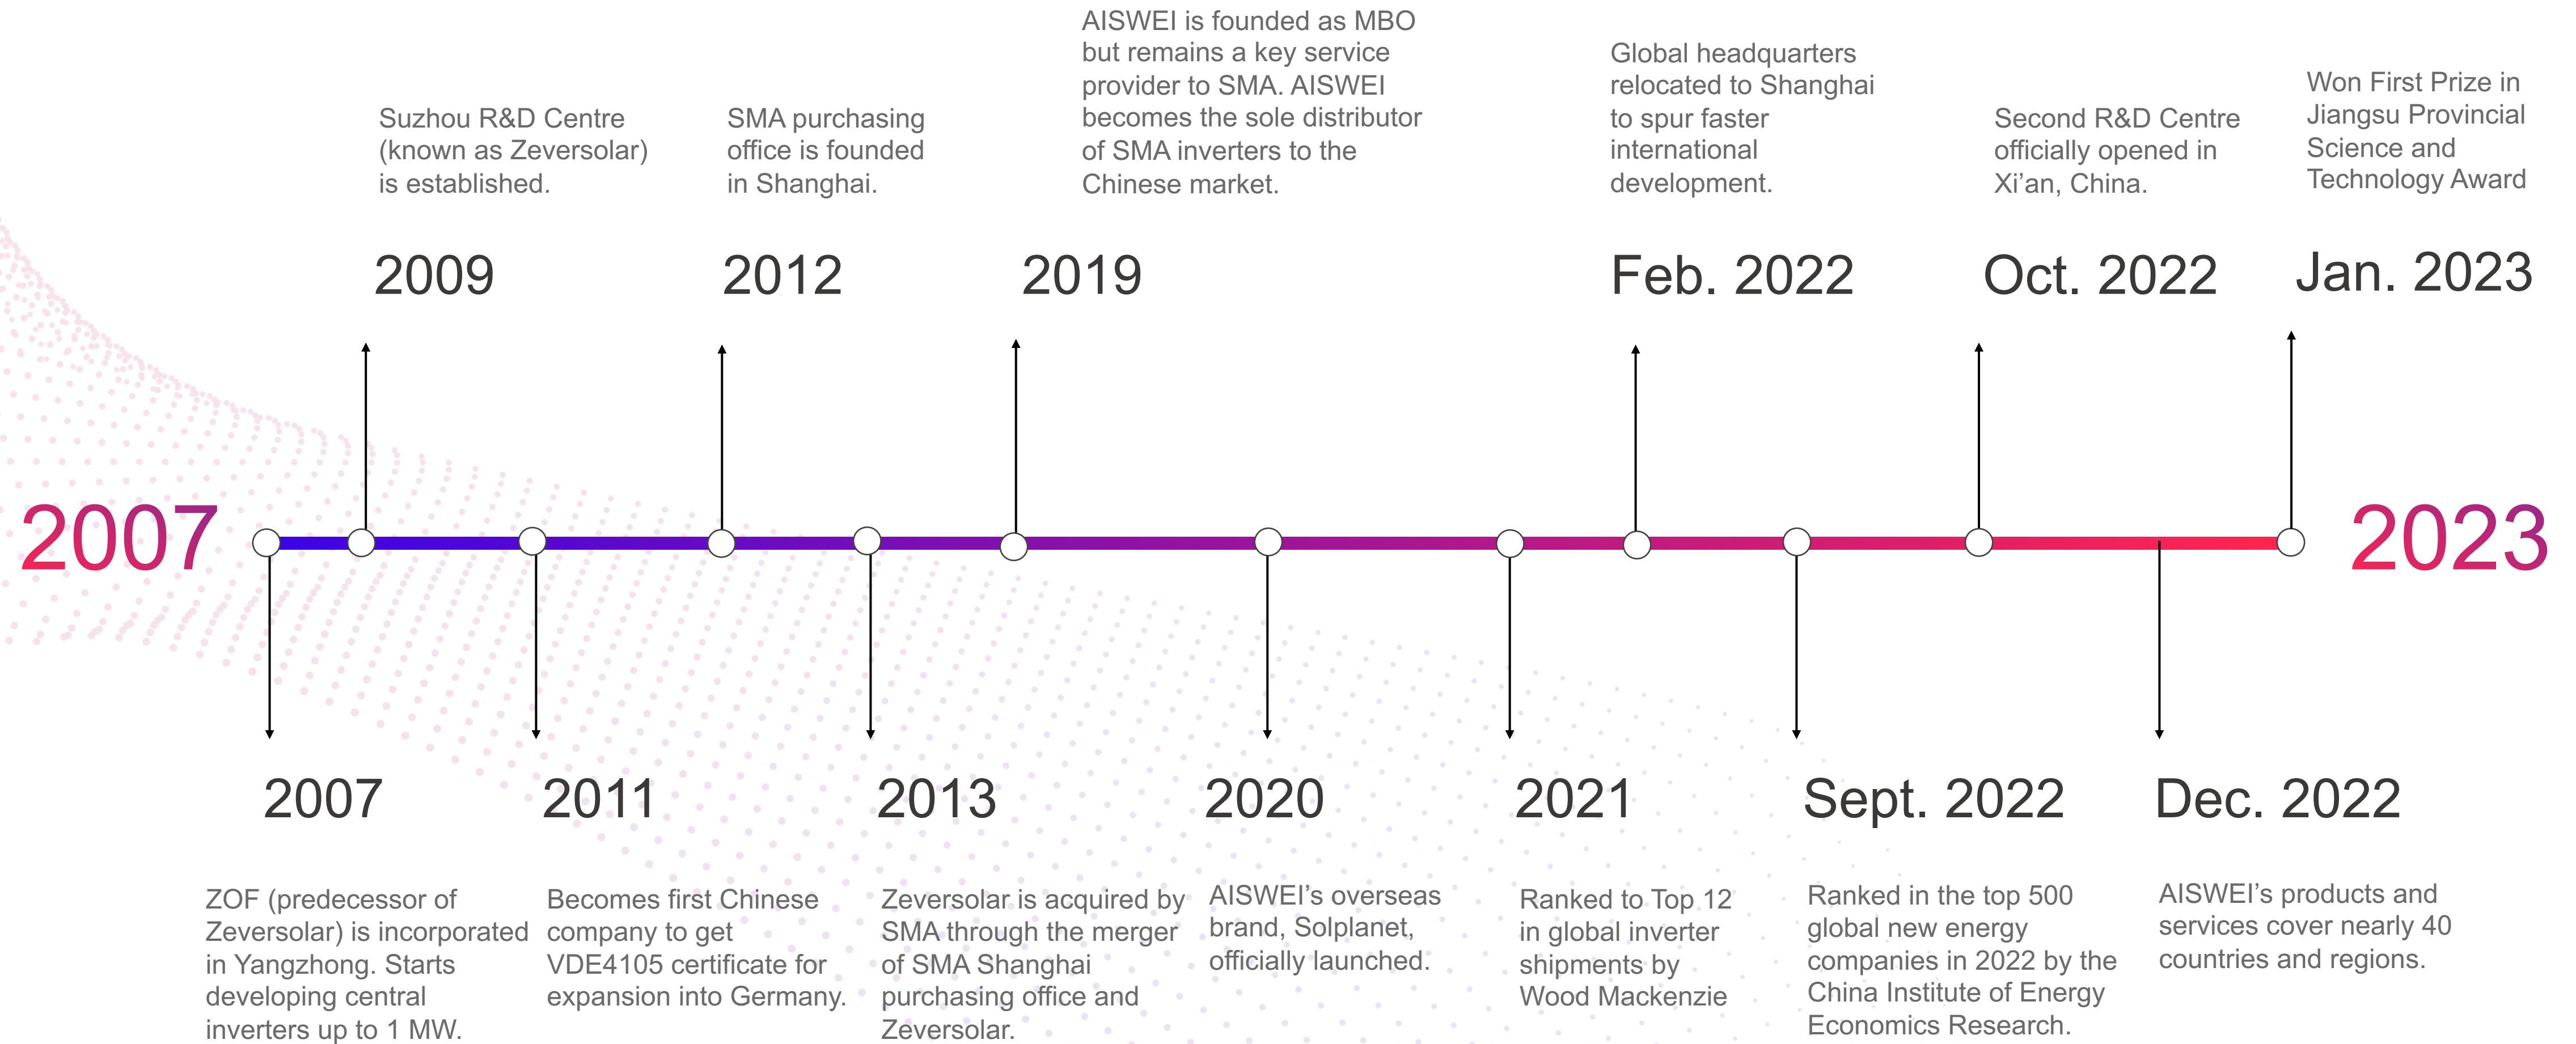 Suzhou R&D Centre
(known as Zeversolar)
is established.
2009
SMA purchasing
office is founded
in Shanghai.
2012
AISWEI is founded as MBO
but remains a key service
provider to SMA. AISWEI
becomes the sole distributor
of SMA inverters to the
Chinese market.
2019
Global headquarters
relocated to Shanghai
to spur faster
international
development.
Feb. 2022
Second R&D Centre
officially opened in
Xi’an, China.
Oct. 2022
Won First Prize in
Jiangsu Provincial
Science and
Technology Award
Jan. 2023
2007
2023
2007
ZOF (predecessor of
Zeversolar) is incorporated
in Yangzhong. Starts
developing central
inverters up to 1 MW.
2011
Becomes first Chinese
company to get
VDE4105 certificate for
expansion into Germany.
2013
Zeversolar is acquired by
SMA through the merger
of SMA Shanghai
purchasing office and
Zeversolar.
2020
AISWEI’s overseas
brand, Solplanet,
officially launched.
2021
Ranked to Top 12
in global inverter
shipments by
Wood Mackenzie
Sept. 2022
Ranked in the top 500
global new energy
companies in 2022 by the
China Institute of Energy
Economics Research.
Dec. 2022
AISWEI’s products and
services cover nearly 40
countries and regions.